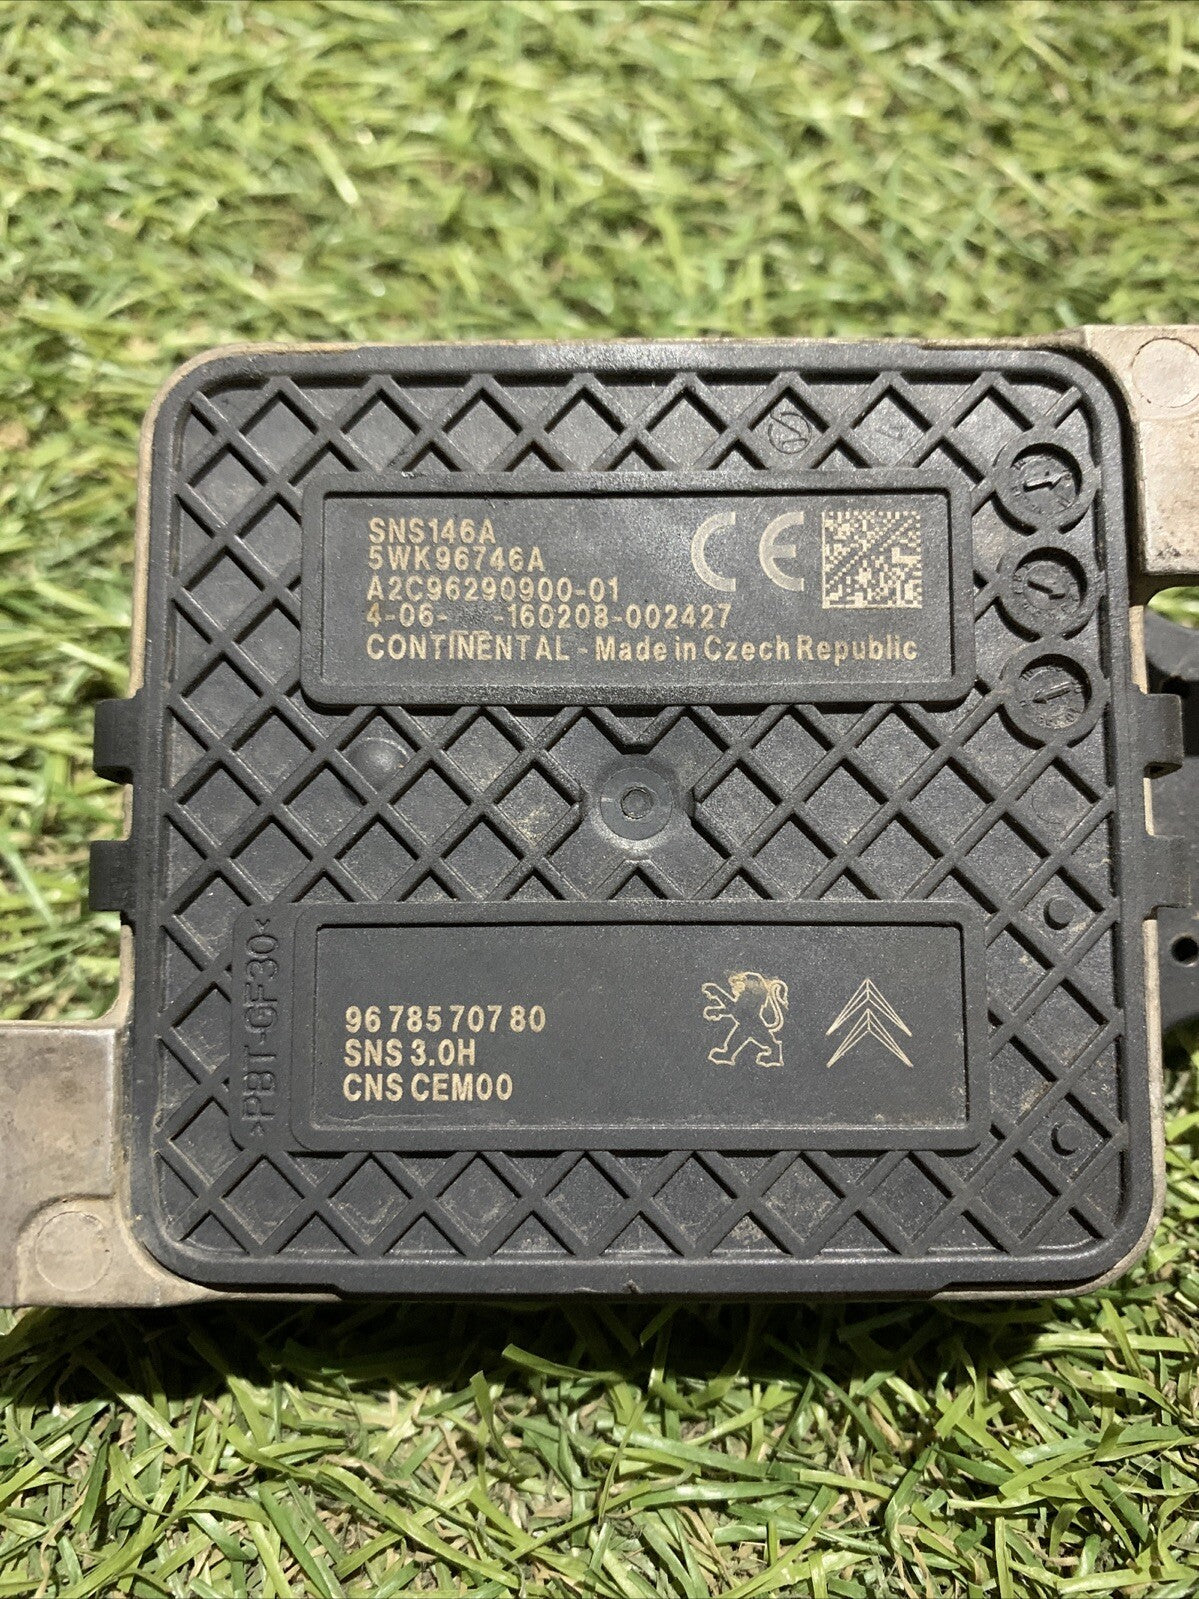 SNS146A
5WK96746A
A2C96290900-01
4-06- -160208-002427
CONTINENTAL - Made in Czech Republic
CE
>PBT-GF30<
96 785 707 80
SNS 3.0H
CNS CEM00